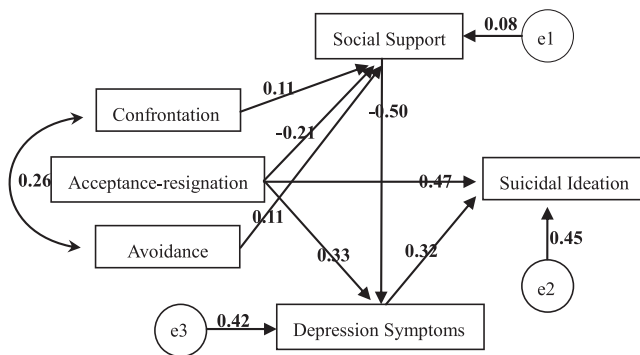 0.08
Social Support
e1
0.11
Confrontation
-0.50
-0.21
0.26
Acceptance-resignation
0.47
Suicidal Ideation
0.11
Avoidance
0.33
0.32
0.45
e2
e3
0.42
Depression Symptoms